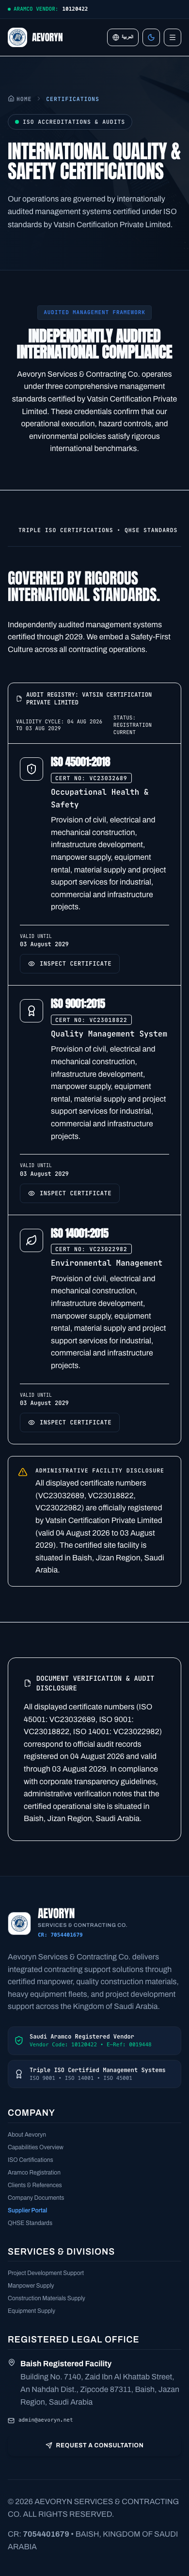 ARAMCO VENDOR: 10120422
AEVORYN
العربية
HOME > CERTIFICATIONS
ISO ACCREDITATIONS & AUDITS
INTERNATIONAL QUALITY &
SAFETY CERTIFICATIONS
Our operations are governed by internationally
audited management systems certified under ISO
standards by Vatsin Certification Private Limited.
AUDITED MANAGEMENT FRAMEWORK
INDEPENDENTLY AUDITED
INTERNATIONAL COMPLIANCE
Aevoryn Services & Contracting Co. operates
under three comprehensive management
standards certified by Vatsin Certification Private
Limited. These credentials confirm that our
operational execution, hazard controls, and
environmental policies satisfy rigorous
international benchmarks.
TRIPLE ISO CERTIFICATIONS • QHSE STANDARDS
GOVERNED BY RIGOROUS
INTERNATIONAL STANDARDS.
Independently audited management systems
certified through 2029. We embed a Safety-First
Culture across all contracting operations.
AUDIT REGISTRY: VATSIN CERTIFICATION
PRIVATE LIMITED
VALIDITY CYCLE: 04 AUG 2026
TO 03 AUG 2029
STATUS:
REGISTRATION
CURRENT
ISO 45001:2018
CERT NO: VC23032689
Occupational Health &
Safety
Provision of civil, electrical and
mechanical construction,
infrastructure development,
manpower supply, equipment
rental, material supply and project
support services for industrial,
commercial and infrastructure
projects.
VALID UNTIL
03 August 2029
INSPECT CERTIFICATE
ISO 9001:2015
CERT NO: VC23018822
Quality Management System
Provision of civil, electrical and
mechanical construction,
infrastructure development,
manpower supply, equipment
rental, material supply and project
support services for industrial,
commercial and infrastructure
projects.
VALID UNTIL
03 August 2029
INSPECT CERTIFICATE
ISO 14001:2015
CERT NO: VC23022982
Environmental Management
Provision of civil, electrical and
mechanical construction,
infrastructure development,
manpower supply, equipment
rental, material supply and project
support services for industrial,
commercial and infrastructure
projects.
VALID UNTIL
03 August 2029
INSPECT CERTIFICATE
ADMINISTRATIVE FACILITY DISCLOSURE
All displayed certificate numbers
(VC23032689, VC23018822,
VC23022982) are officially registered
by Vatsin Certification Private Limited
(valid 04 August 2026 to 03 August
2029). The certified site facility is
situated in Baish, Jizan Region, Saudi
Arabia.
DOCUMENT VERIFICATION & AUDIT
DISCLOSURE
All displayed certificate numbers (ISO
45001: VC23032689, ISO 9001:
VC23018822, ISO 14001: VC23022982)
correspond to official audit records
registered on 04 August 2026 and valid
through 03 August 2029. In compliance
with corporate transparency guidelines,
administrative verification notes that the
certified operational site is situated in
Baish, Jizan Region, Saudi Arabia.
AEVORYN
SERVICES & CONTRACTING CO.
CR: 7054401679
Aevoryn Services & Contracting Co. delivers
integrated contracting support solutions through
certified manpower, quality construction materials,
heavy equipment fleets, and project development
support across the Kingdom of Saudi Arabia.
Saudi Aramco Registered Vendor
Vendor Code: 10120422 • E-Ref: 0019448
Triple ISO Certified Management Systems
ISO 9001 • ISO 14001 • ISO 45001
COMPANY
About Aevoryn
Capabilities Overview
ISO Certifications
Aramco Registration
Clients & References
Company Documents
Supplier Portal
QHSE Standards
SERVICES & DIVISIONS
Project Development Support
Manpower Supply
Construction Materials Supply
Equipment Supply
REGISTERED LEGAL OFFICE
Baish Registered Facility
Building No. 7140, Zaid Ibn Al Khattab Street,
An Nahdah Dist., Zipcode 87311, Baish, Jazan
Region, Saudi Arabia
admin@aevoryn.net
REQUEST A CONSULTATION
© 2026 AEVORYN SERVICES & CONTRACTING
CO. ALL RIGHTS RESERVED.
CR: 7054401679 • BAISH, KINGDOM OF SAUDI
ARABIA